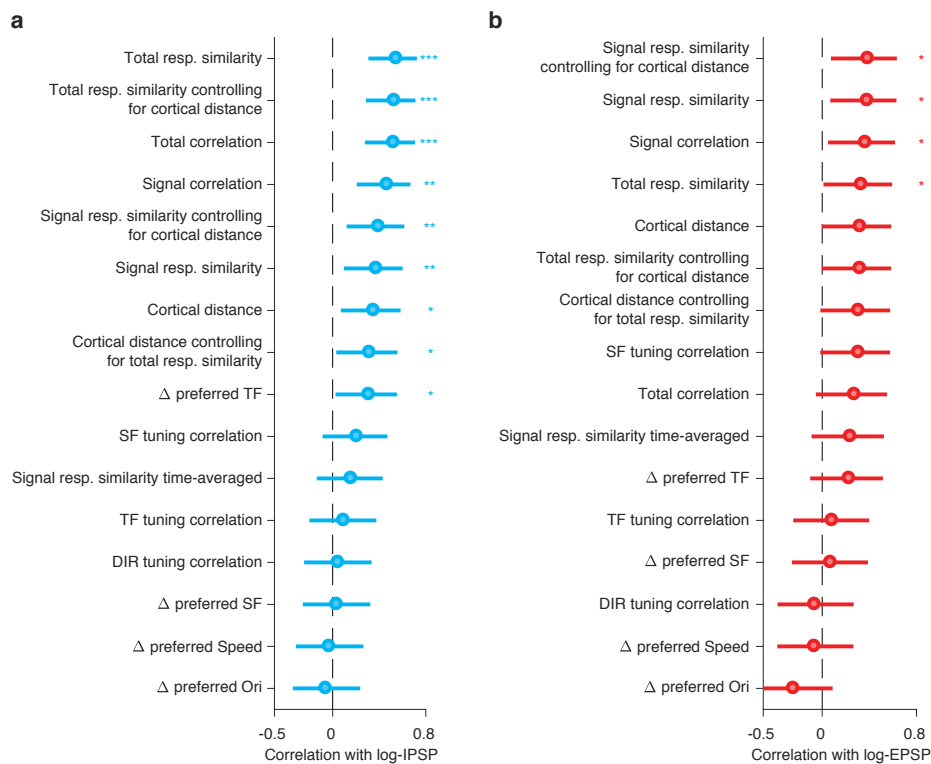 a
Total resp. similarity
***
Total resp. similarity controlling
for cortical distance
***
Total correlation
***
Signal correlation
**
Signal resp. similarity controlling
for cortical distance
**
Signal resp. similarity
**
Cortical distance
*
Cortical distance controlling
for total resp. similarity
*
Δ preferred TF
*
SF tuning correlation
Signal resp. similarity time-averaged
TF tuning correlation
DIR tuning correlation
Δ preferred SF
Δ preferred Speed
Δ preferred Ori
-0.5 0 0.8
Correlation with log-IPSP
b
Signal resp. similarity
controlling for cortical distance
*
Signal resp. similarity
*
Signal correlation
*
Total resp. similarity
*
Cortical distance
Total resp. similarity controlling
for cortical distance
Cortical distance controlling
for total resp. similarity
SF tuning correlation
Total correlation
Signal resp. similarity time-averaged
Δ preferred TF
TF tuning correlation
Δ preferred SF
DIR tuning correlation
Δ preferred Speed
Δ preferred Ori
-0.5 0 0.8
Correlation with log-EPSP